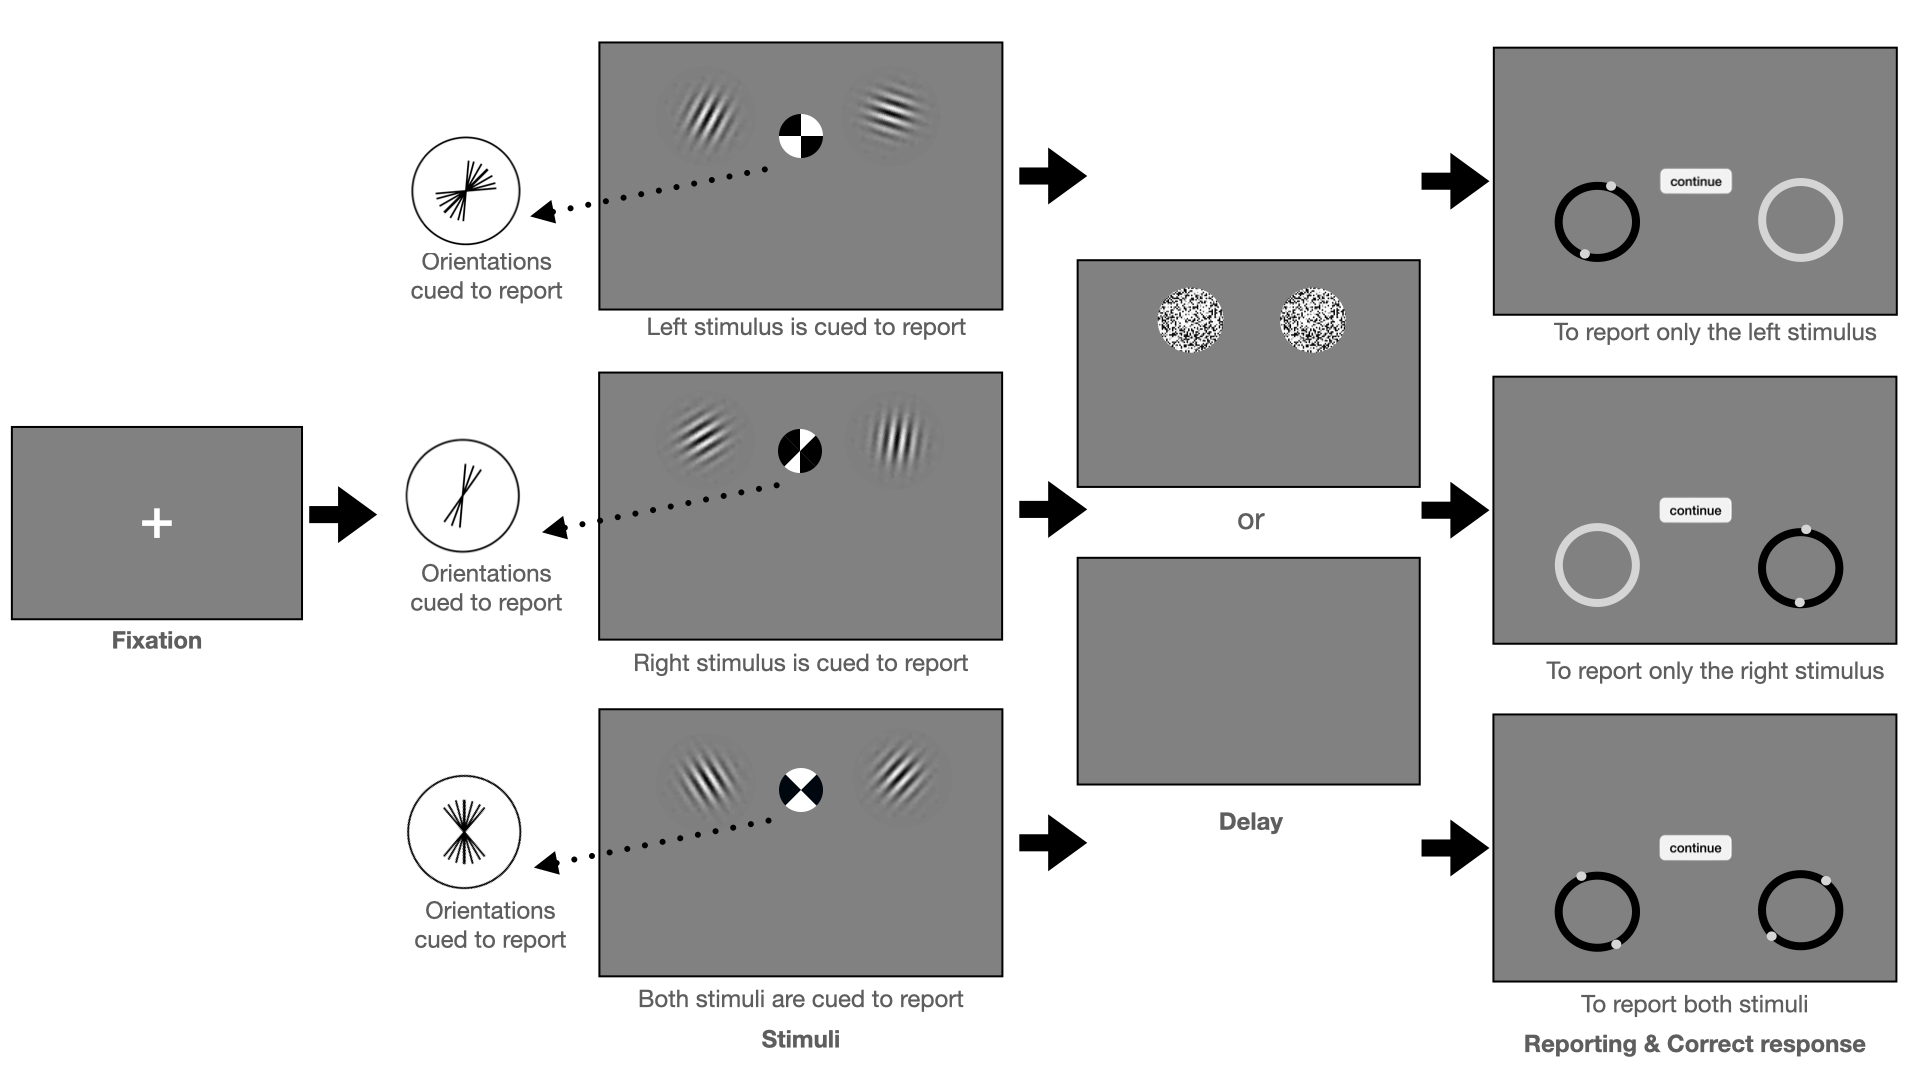 Fixation
Orientations
cued to report
Left stimulus is cued to report
Orientations
cued to report
Right stimulus is cued to report
Orientations
cued to report
Both stimuli are cued to report
Stimuli
or
Delay
continue
To report only the left stimulus
continue
To report only the right stimulus
continue
To report both stimuli
Reporting & Correct response